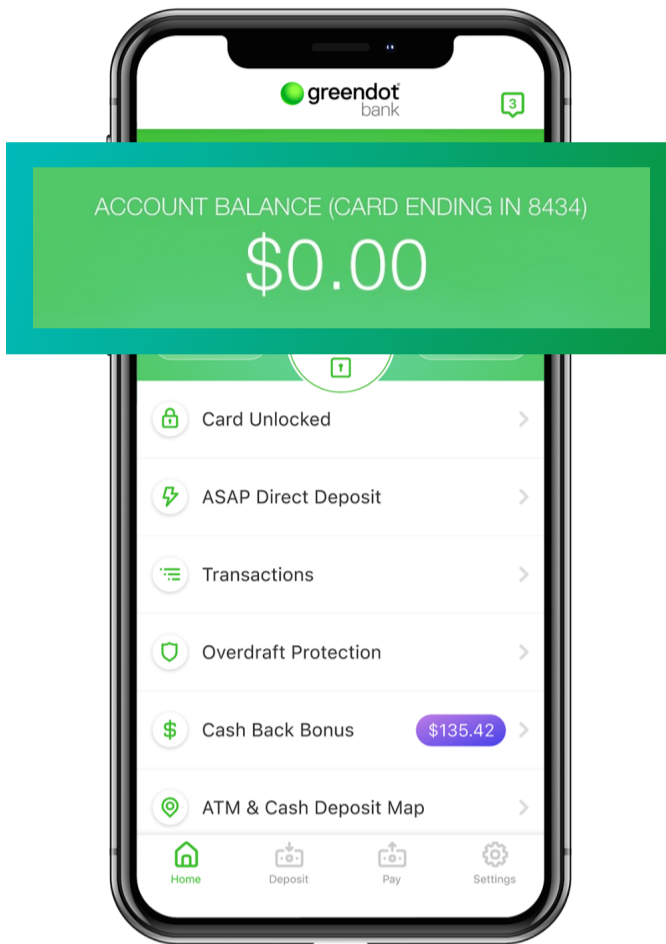 greendot
bank
3
ACCOUNT BALANCE (CARD ENDING IN 8434)
$0.00
Card Unlocked
ASAP Direct Deposit
Transactions
Overdraft Protection
Cash Back Bonus $135.42
ATM & Cash Deposit Map
Home Deposit Pay Settings